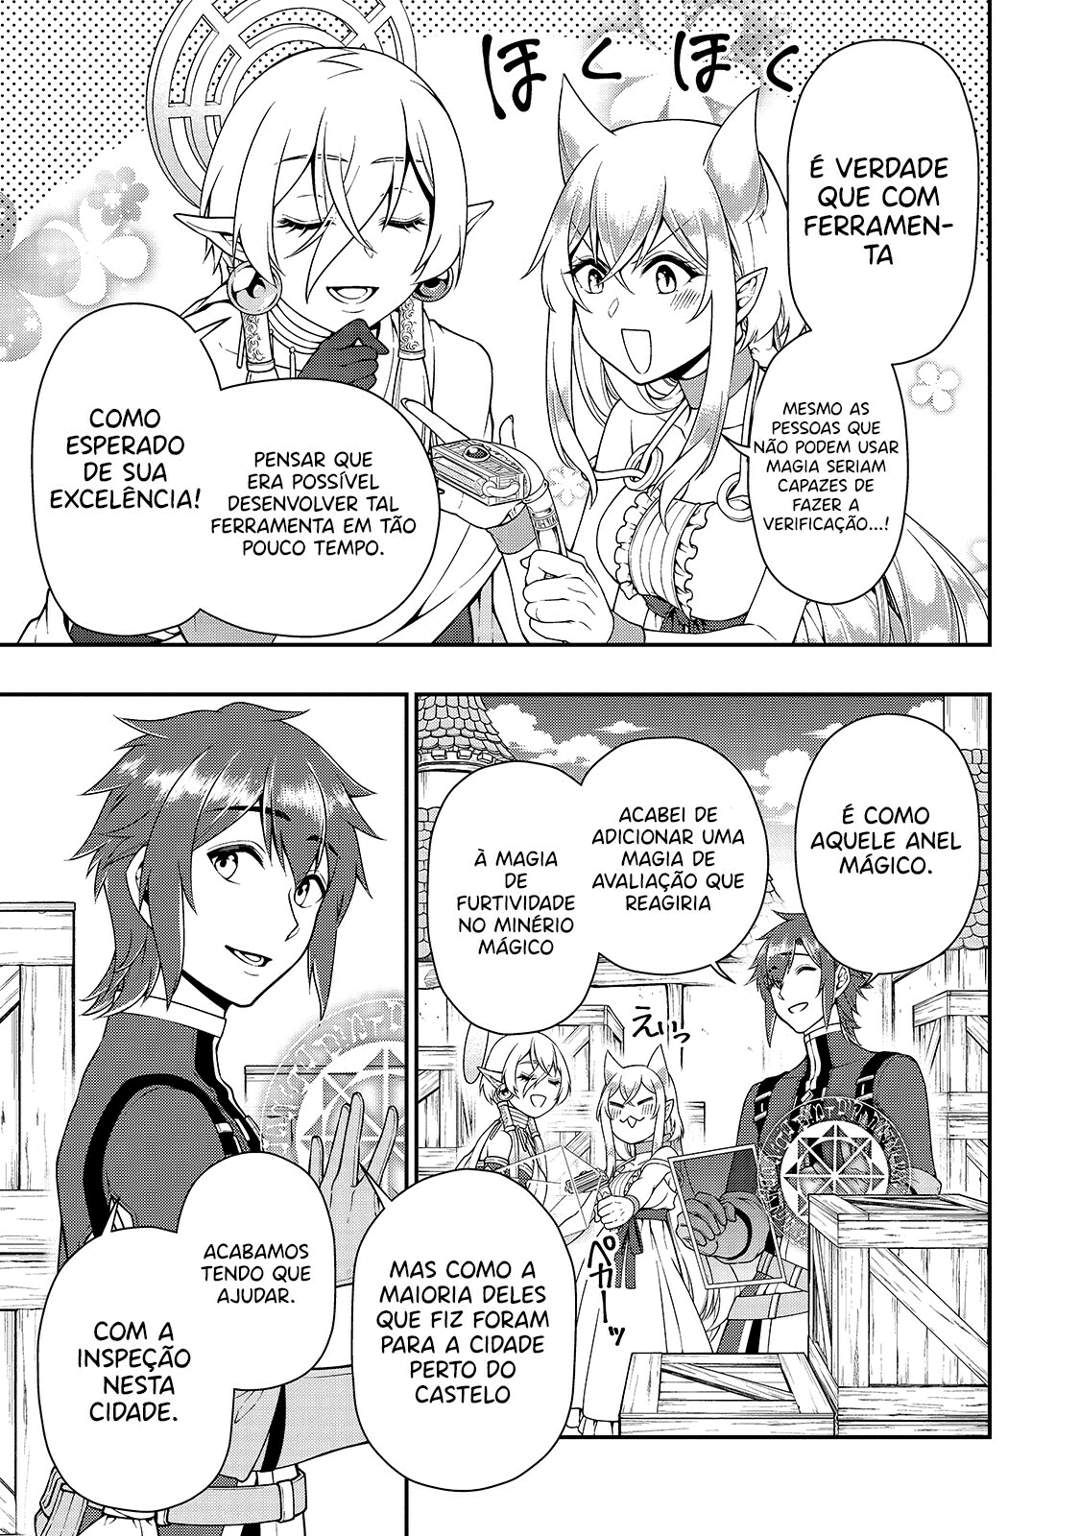 ほくほく
É VERDADE
QUE COM
FERRAMEN-
TA
MESMO AS
PESSOAS QUE
NÃO PODEM USAR
MAGIA SERIAM
CAPAZES DE
FAZER A
VERIFICAÇÃO...!
PENSAR QUE
ERA POSSÍVEL
DESENVOLVER TAL
FERRAMENTA EM TÃO
POUCO TEMPO.
COMO
ESPERADO
DE SUA
EXCELÊNCIA!
É COMO
AQUELE ANEL
MÁGICO.
ACABEI DE
ADICIONAR UMA
MAGIA DE
AVALIAÇÃO QUE
REAGIRIA
À MAGIA
DE
FURTIVIDADE
NO MINÉRIO
MÁGICO
えいっ
ペカーッ
MAS COMO A
MAIORIA DELES
QUE FIZ FORAM
PARA A CIDADE
PERTO DO
CASTELO
ACABAMOS
TENDO QUE
AJUDAR.
COM A
INSPEÇÃO
NESTA
CIDADE.